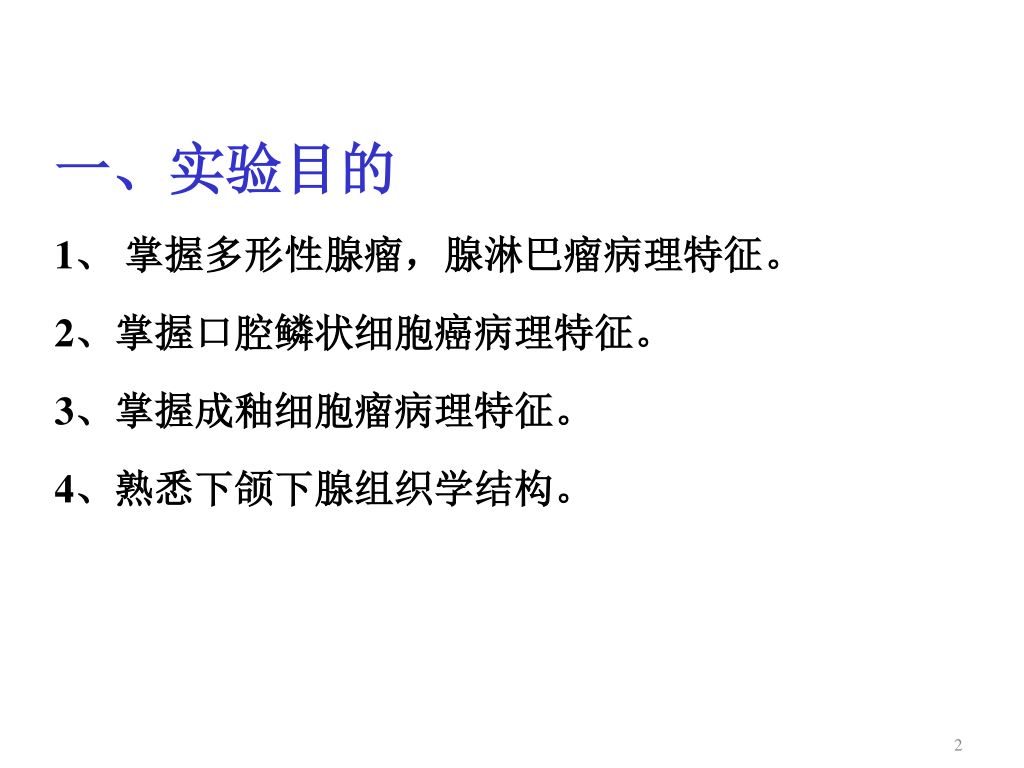 一、实验目的
1、 掌握多形性腺瘤，腺淋巴瘤病理特征。
2、掌握口腔鳞状细胞癌病理特征。
3、掌握成釉细胞瘤病理特征。
4、熟悉下颌下腺组织学结构。
2